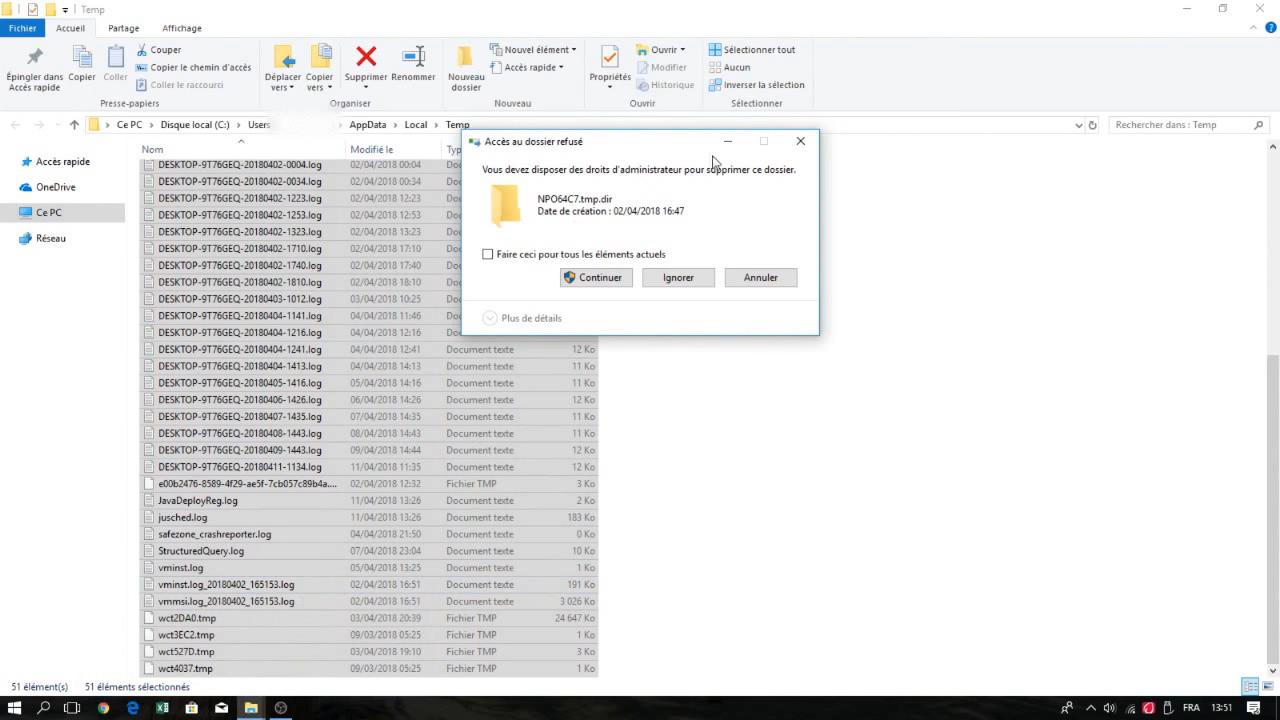 Temp
Fichier Accueil Partage Affichage
Épingler dans Accès rapide
Copier
Coller
Couper
Copier le chemin d'accès
Coller le raccourci
Presse-papiers
Déplacer vers
Copier vers
Supprimer
Renommer
Organiser
Nouveau dossier
Nouvel élément
Accès rapide
Nouveau
Propriétés
Ouvrir
Modifier
Historique
Ouvrir
Sélectionner tout
Aucun
Inverser la sélection
Sélectionner
Ce PC > Disque local (C:) > Users AppData > Local > Temp
Rechercher dans : Temp
Accès rapide
OneDrive
Ce PC
Réseau
Nom Modifié le Typ
DESKTOP-9T76GEQ-20180402-0004.log 02/04/2018 00:04
DESKTOP-9T76GEQ-20180402-0034.log 02/04/2018 00:34
DESKTOP-9T76GEQ-20180402-1223.log 02/04/2018 12:23
DESKTOP-9T76GEQ-20180402-1253.log 02/04/2018 12:53
DESKTOP-9T76GEQ-20180402-1323.log 02/04/2018 13:23
DESKTOP-9T76GEQ-20180402-1710.log 02/04/2018 17:10
DESKTOP-9T76GEQ-20180402-1740.log 02/04/2018 17:40
DESKTOP-9T76GEQ-20180402-1810.log 02/04/2018 18:10
DESKTOP-9T76GEQ-20180403-1012.log 03/04/2018 10:25
DESKTOP-9T76GEQ-20180404-1141.log 04/04/2018 11:46
DESKTOP-9T76GEQ-20180404-1216.log 04/04/2018 12:16
DESKTOP-9T76GEQ-20180404-1241.log 04/04/2018 12:41 Document texte 12 Ko
DESKTOP-9T76GEQ-20180404-1413.log 04/04/2018 14:13 Document texte 11 Ko
DESKTOP-9T76GEQ-20180405-1416.log 05/04/2018 14:16 Document texte 11 Ko
DESKTOP-9T76GEQ-20180406-1426.log 06/04/2018 14:26 Document texte 12 Ko
DESKTOP-9T76GEQ-20180407-1435.log 07/04/2018 14:35 Document texte 11 Ko
DESKTOP-9T76GEQ-20180408-1443.log 08/04/2018 14:43 Document texte 11 Ko
DESKTOP-9T76GEQ-20180409-1443.log 09/04/2018 14:44 Document texte 12 Ko
DESKTOP-9T76GEQ-20180411-1134.log 11/04/2018 11:35 Document texte 12 Ko
e00b2476-8589-4f29-ae5f-7cb057c89b4a.... 02/04/2018 12:32 Fichier TMP 3 Ko
JavaDeployReg.log 11/04/2018 13:26 Document texte 2 Ko
jusched.log 11/04/2018 13:26 Document texte 183 Ko
safezone_crashreporter.log 04/04/2018 21:50 Document texte 0 Ko
StructuredQuery.log 07/04/2018 23:04 Document texte 10 Ko
vminst.log 05/04/2018 13:25 Document texte 1 Ko
vminst.log_20180402_165153.log 02/04/2018 16:51 Document texte 191 Ko
vmmsi.log_20180402_165153.log 02/04/2018 16:51 Document texte 3 026 Ko
wct2DA0.tmp 03/04/2018 20:39 Fichier TMP 24 647 Ko
wct3EC2.tmp 09/03/2018 05:25 Fichier TMP 1 Ko
wct527D.tmp 03/04/2018 19:10 Fichier TMP 3 Ko
wct4037.tmp 09/03/2018 05:25 Fichier TMP 1 Ko
Accès au dossier refusé
Vous devez disposer des droits d'administrateur pour supprimer ce dossier.
NPO64C7.tmp.dir
Date de création : 02/04/2018 16:47
Faire ceci pour tous les éléments actuels
Continuer Ignorer Annuler
Plus de détails
51 élément(s) 51 éléments sélectionnés
FRA 13:51